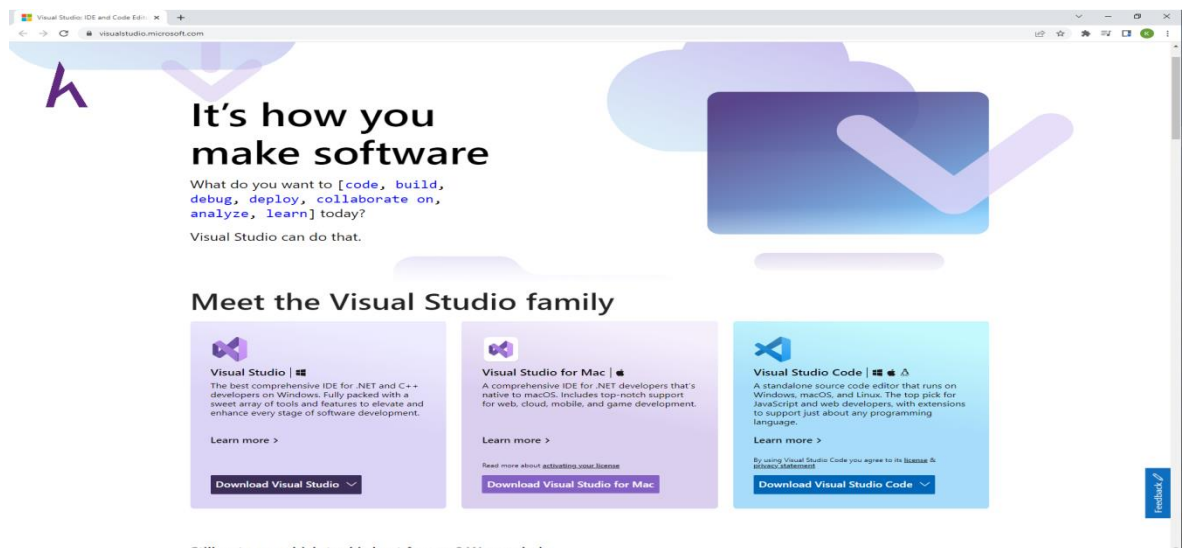 Visual Studio: IDE and Code Edit
visualstudio.microsoft.com
K
h
It's how you
make software
What do you want to [code, build,
debug, deploy, collaborate on,
analyze, learn] today?
Visual Studio can do that.
Meet the Visual Studio family
Visual Studio |
The best comprehensive IDE for .NET and C++
developers on Windows. Fully packed with a
sweet array of tools and features to elevate and
enhance every stage of software development.
Learn more >
Download Visual Studio
Visual Studio for Mac |
A comprehensive IDE for .NET developers that's
native to macOS. Includes top-notch support
for web, cloud, mobile, and game development.
Learn more >
Read more about activating your license
Download Visual Studio for Mac
Visual Studio Code |
A standalone source code editor that runs on
Windows, macOS, and Linux. The top pick for
JavaScript and web developers, with extensions
to support just about any programming
language.
Learn more >
By using Visual Studio Code you agree to its license &
privacy statement
Download Visual Studio Code
Feedback